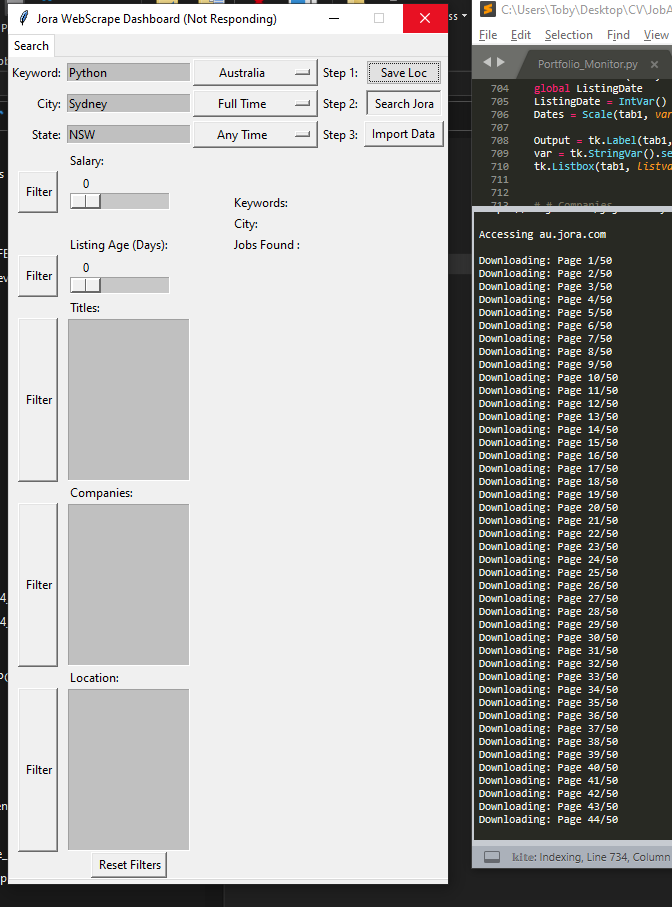 Jora WebScrape Dashboard (Not Responding)
Search
Keyword: Python Australia Step 1: Save Loc
City: Sydney Full Time Step 2: Search Jora
State: NSW Any Time Step 3: Import Data
Salary:
Filter
0
Keywords:
City:
Jobs Found :
Listing Age (Days):
Filter
0
Titles:
Filter
Companies:
Filter
Location:
Filter
Reset Filters
C:\Users\Toby\Desktop\CV\JobA
File Edit Selection Find View
Portfolio_Monitor.py
704 global ListingDate
705 ListingDate = IntVar()
706 Dates = Scale(tab1, var
707
708 Output = tk.Label(tab1,
709 var = tk.StringVar().se
710 tk.Listbox(tab1, listva
711
712
713 # # Companies
Accessing au.jora.com
Downloading: Page 1/50
Downloading: Page 2/50
Downloading: Page 3/50
Downloading: Page 4/50
Downloading: Page 5/50
Downloading: Page 6/50
Downloading: Page 7/50
Downloading: Page 8/50
Downloading: Page 9/50
Downloading: Page 10/50
Downloading: Page 11/50
Downloading: Page 12/50
Downloading: Page 13/50
Downloading: Page 14/50
Downloading: Page 15/50
Downloading: Page 16/50
Downloading: Page 17/50
Downloading: Page 18/50
Downloading: Page 19/50
Downloading: Page 20/50
Downloading: Page 21/50
Downloading: Page 22/50
Downloading: Page 23/50
Downloading: Page 24/50
Downloading: Page 25/50
Downloading: Page 26/50
Downloading: Page 27/50
Downloading: Page 28/50
Downloading: Page 29/50
Downloading: Page 30/50
Downloading: Page 31/50
Downloading: Page 32/50
Downloading: Page 33/50
Downloading: Page 34/50
Downloading: Page 35/50
Downloading: Page 36/50
Downloading: Page 37/50
Downloading: Page 38/50
Downloading: Page 39/50
Downloading: Page 40/50
Downloading: Page 41/50
Downloading: Page 42/50
Downloading: Page 43/50
Downloading: Page 44/50
kite: Indexing, Line 734, Column